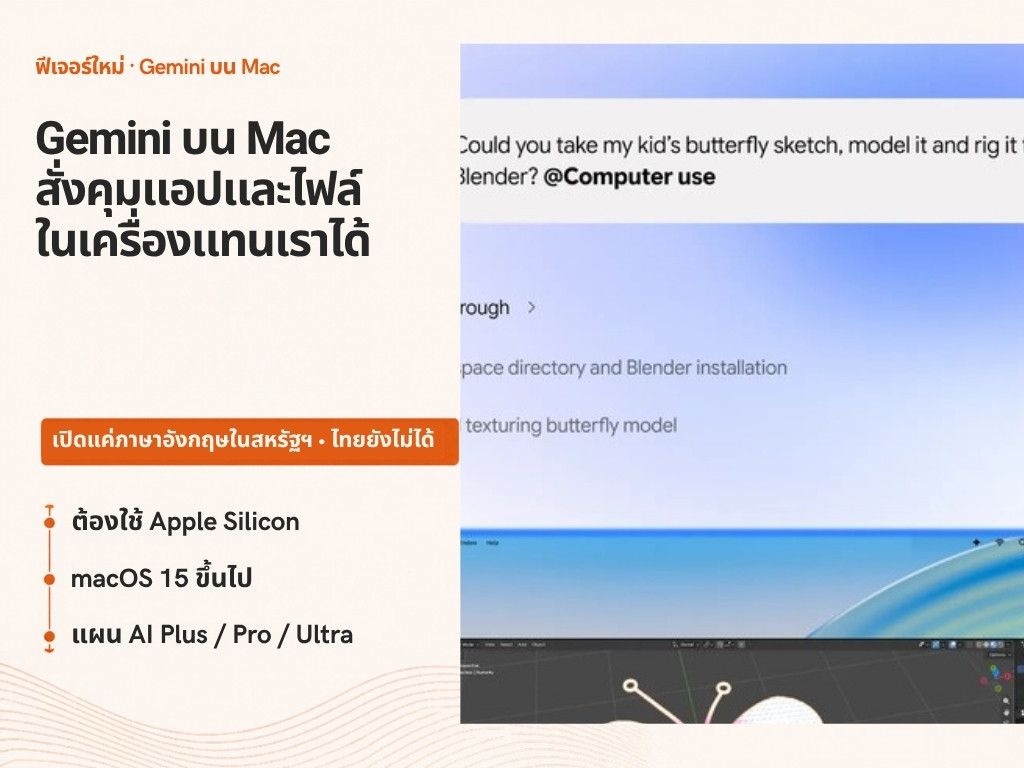 ฟีเจอร์ใหม่ · Gemini บน Mac
Gemini บน Mac
สั่งคุมแอปและไฟล์
ในเครื่องแทนเราได้
เปิดแค่ภาษาอังกฤษในสหรัฐฯ • ไทยยังไม่ได้
ต้องใช้ Apple Silicon
macOS 15 ขึ้นไป
แผน AI Plus / Pro / Ultra
Could you take my kid's butterfly sketch, model it and rig it
Blender? @Computer use
rough >
space directory and Blender installation
texturing butterfly model
Help